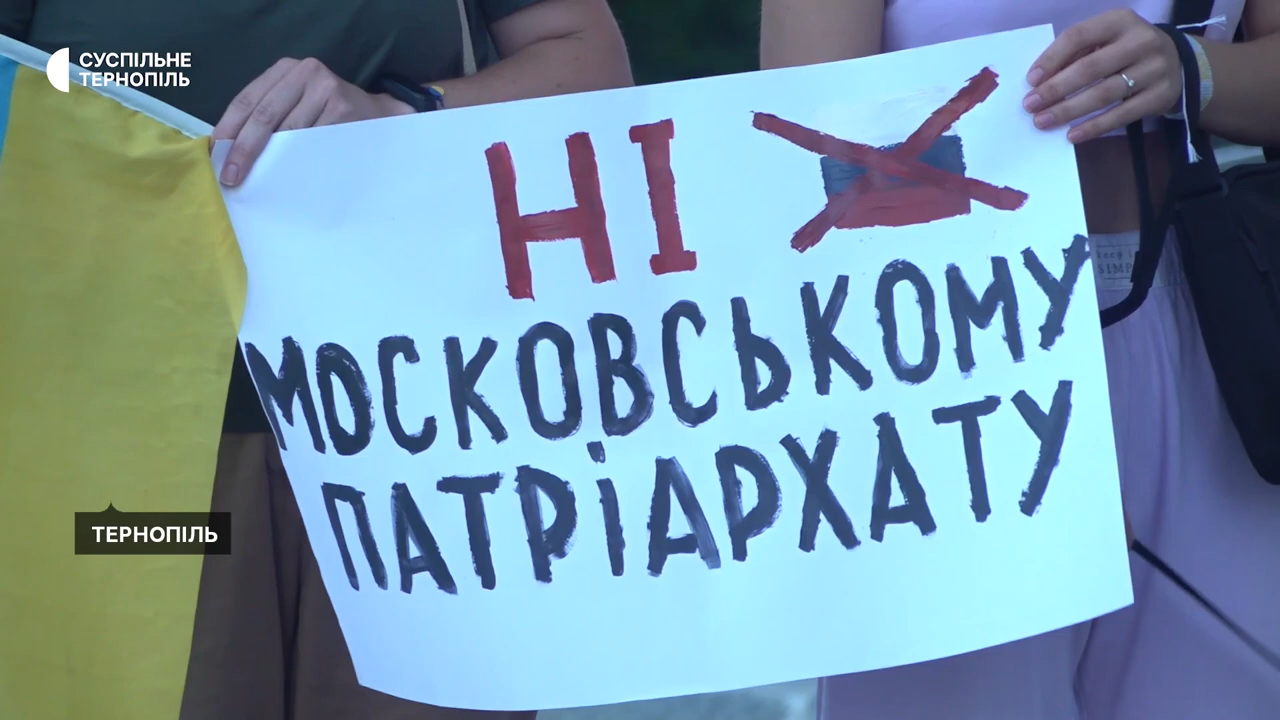 СУСПІЛЬНЕ
ТЕРНОПІЛЬ
НІ
МОСКОВСЬКОМУ
ПАТРІАРХАТУ
ТЕРНОПІЛЬ